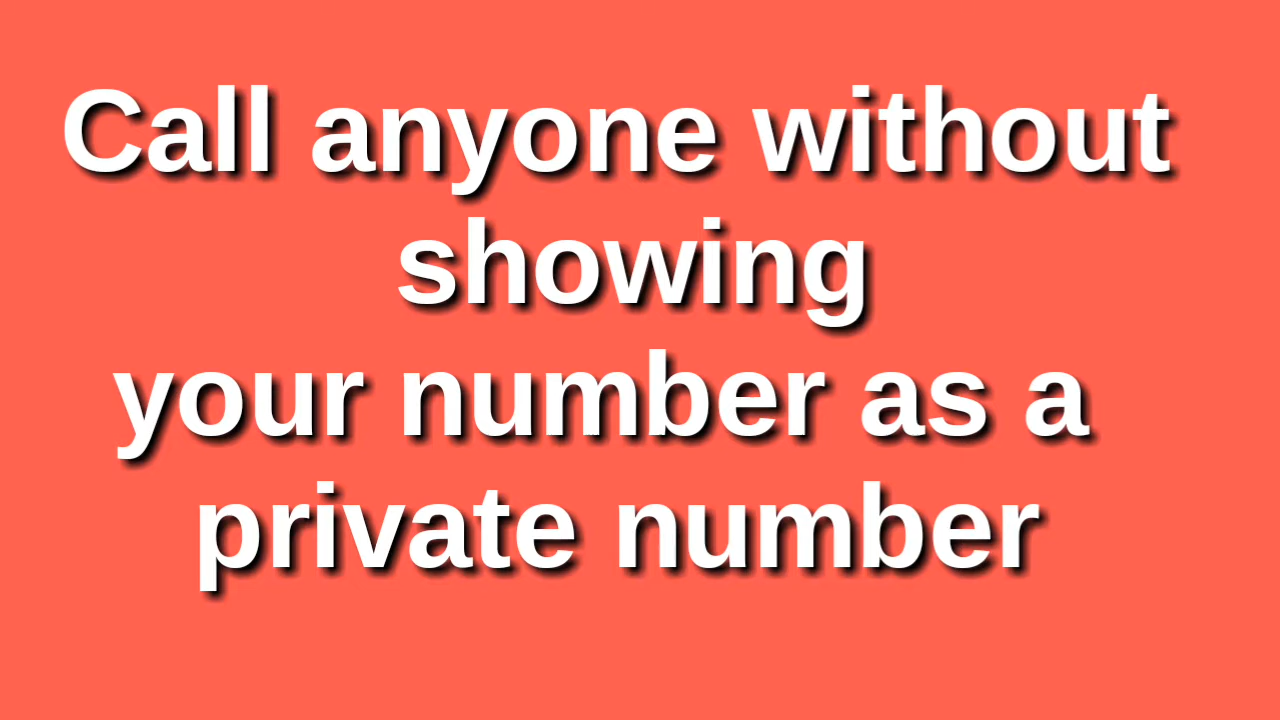 Call anyone without
showing
your number as a
private number